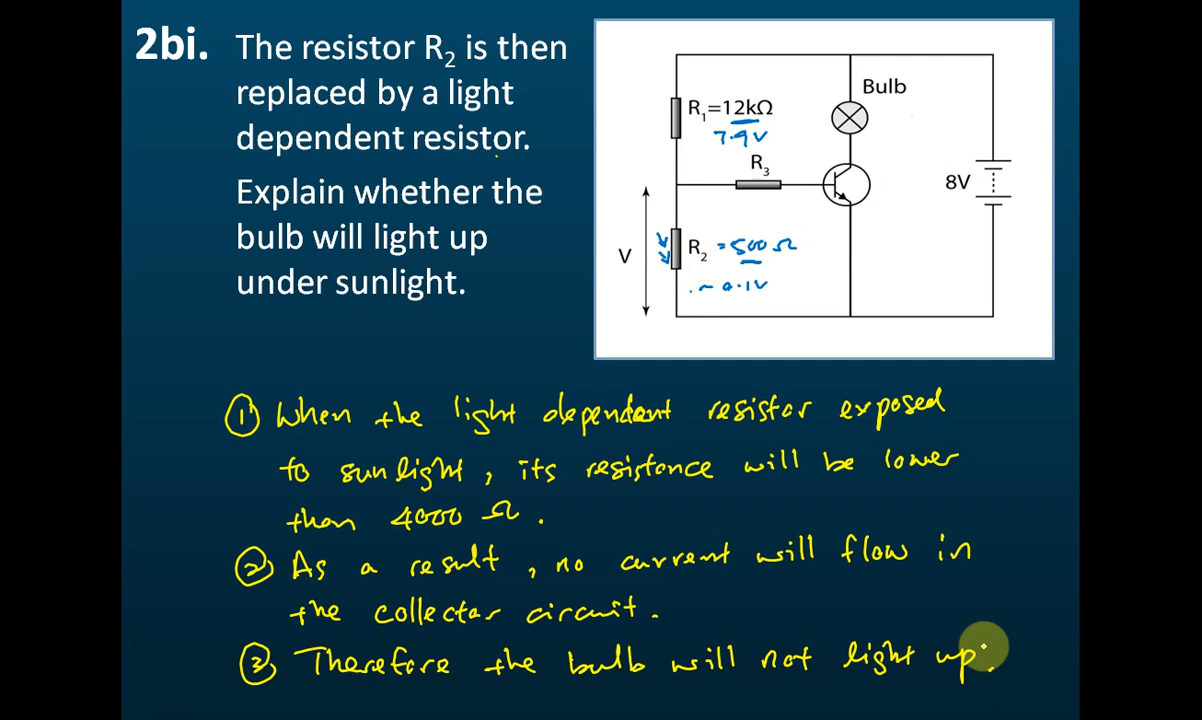 2bi. The resistor R₂ is then
replaced by a light
dependent resistor.
Explain whether the
bulb will light up
under sunlight.
Bulb
R₁=12kΩ
7.9V
R₃
8V
V
R₂ = 500 Ω
~ 0.1V
① When the light dependent resistor exposed
to sunlight, its resistance will be lower
than 4000 Ω.
② As a result, no current will flow in
the collector circuit.
③ Therefore the bulb will not light up.